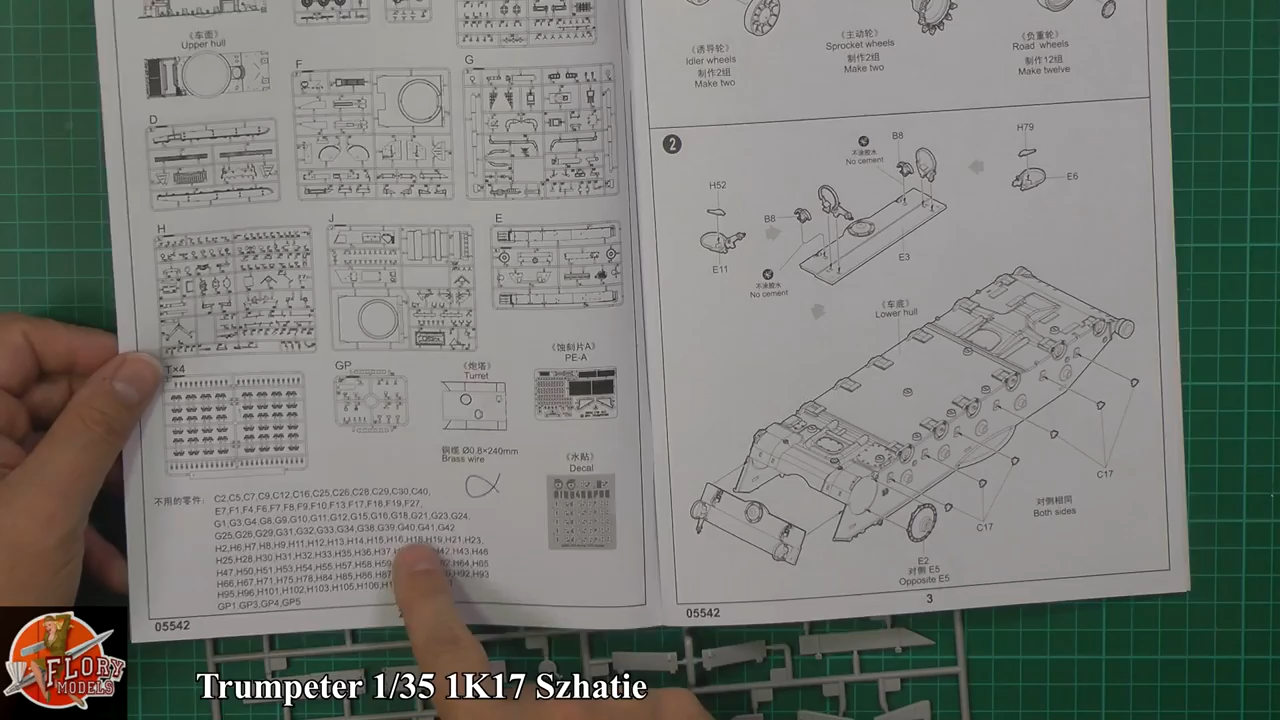 《车面》
Upper hull
F
G
D
H
J
E
T×4
GP
《炮塔》
Turret
《蚀刻片A》
PE-A
铜缆 Ø0.8×240mm
Brass wire
《水贴》
Decal
不用的零件:
C2,C5,C7,C9,C12,C16,C25,C26,C28,C29,C30,C40,
E7,F1,F4,F6,F7,F8,F9,F10,F13,F17,F18,F19,F27,
G1,G3,G4,G8,G9,G10,G11,G12,G15,G16,G18,G21,G23,G24,
G25,G26,G29,G31,G32,G33,G34,G38,G39,G40,G41,G42
H2,H6,H7,H8,H9,H11,H12,H13,H14,H15,H16,H18,H19,H21,H23,
H25,H28,H30,H31,H32,H33,H35,H36,H37
H47,H50,H51,H53,H54,H55,H57,H58
H66,H67,H71,H75,H78,H84,H85,H86
H92,H93
H95,H96,H101,H102,H103,H105,H106
GP1,GP3,GP4,GP5
05542
《诱导轮》
Idler wheels
制作2组
Make two
《主动轮》
Sprocket wheels
制作2组
Make two
《负重轮》
Road wheels
制作12组
Make twelve
2
不涂胶水
No cement
B8
H79
E6
H52
E11
B8
E3
不涂胶水
No cement
《车底》
Lower hull
C17
对侧相同
Both sides
C17
E2
对侧 E5
Opposite E5
05542
3
FLORY
MODELS
Trumpeter 1/35 1K17 Szhatie